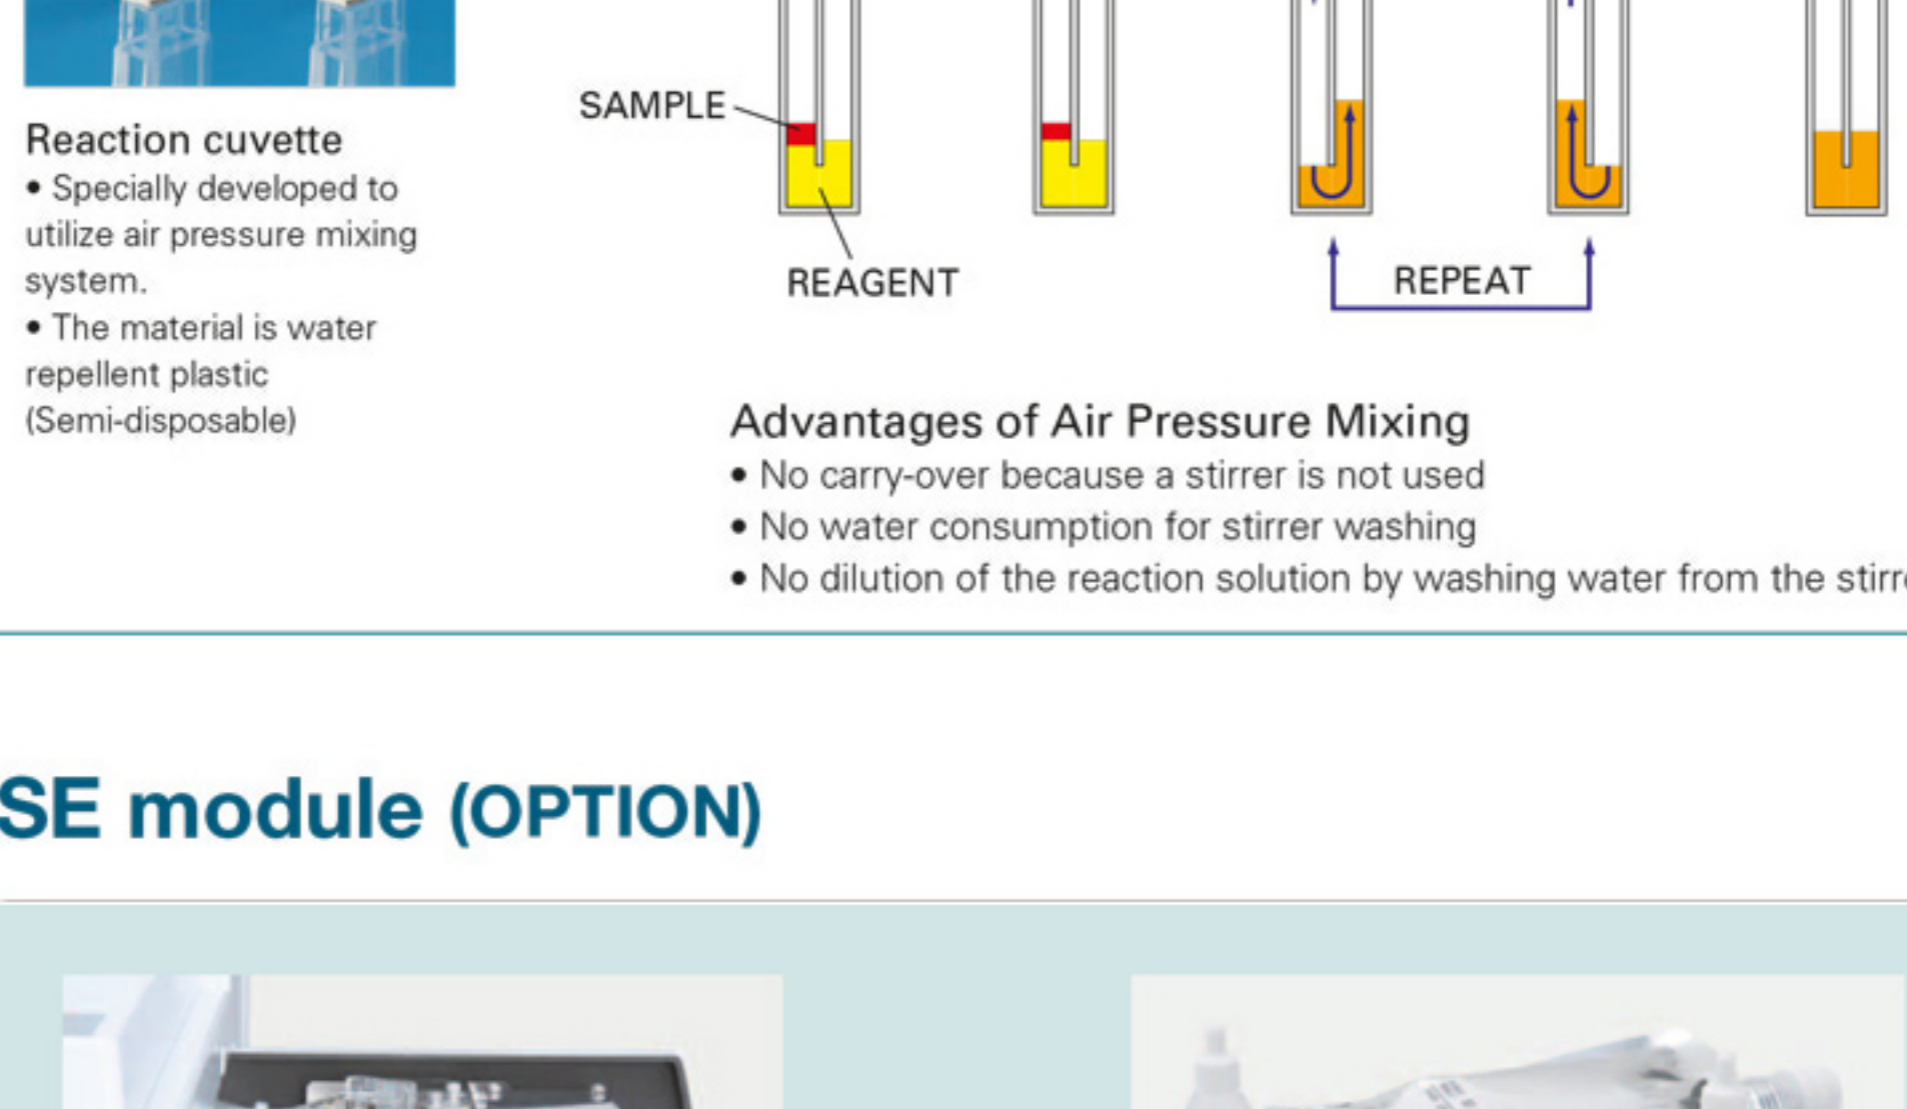 SAMPLE
REAGENT
REPEAT
Reaction cuvette
• Specially developed to
utilize air pressure mixing
system.
• The material is water
repellent plastic
(Semi-disposable)
Advantages of Air Pressure Mixing
• No carry-over because a stirrer is not used
• No water consumption for stirrer washing
• No dilution of the reaction solution by washing water from the
SE module (OPTION)